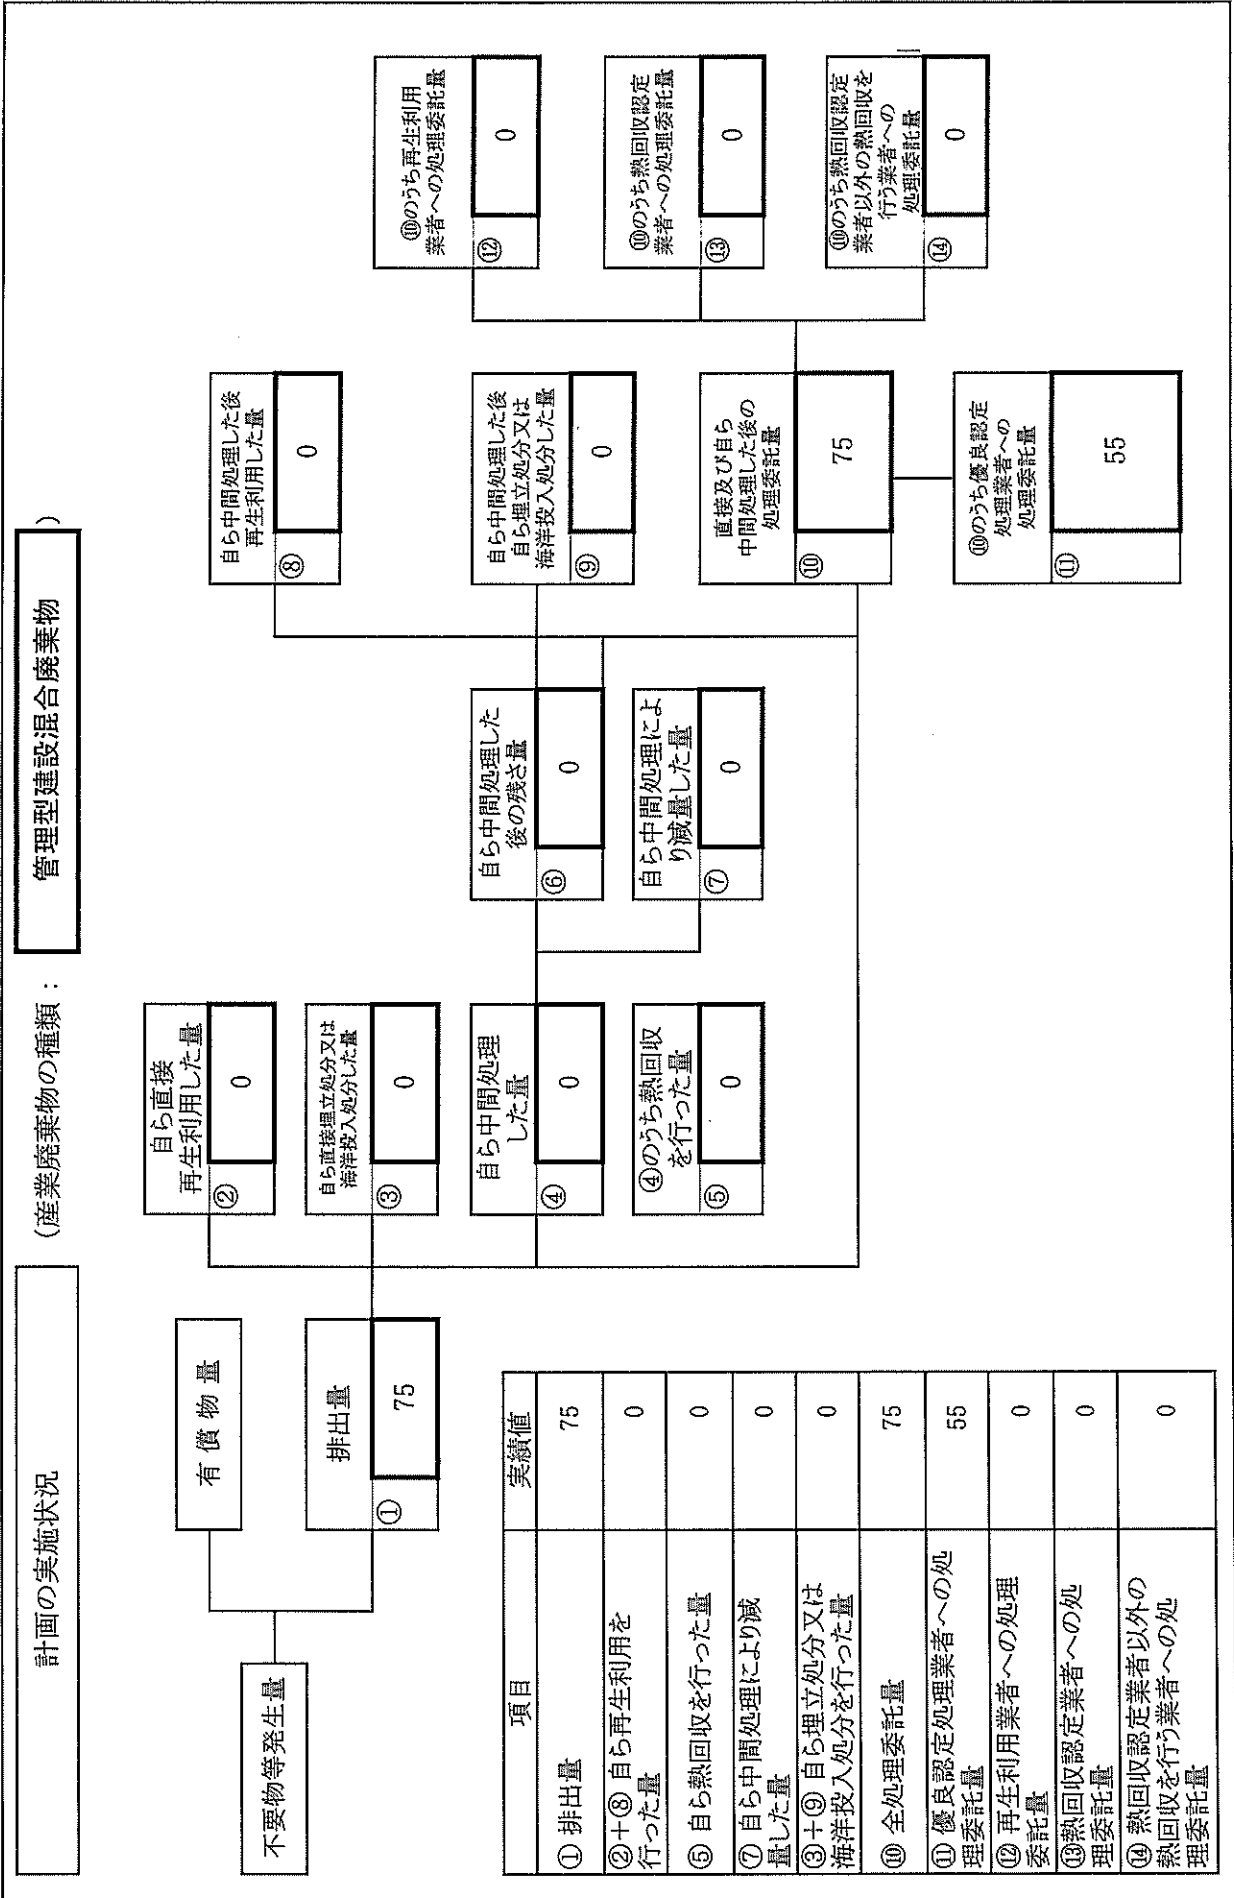 計画の実施状況
(産業廃棄物の種類：
管理型建設混合廃棄物
)
不要物等発生量
有償物量
排出量
①
75
自ら直接
再生利用した量
②
0
自ら直接埋立処分又は
海洋投入処分した量
③
0
自ら中間処理
した量
④
0
④のうち熱回収
を行った量
⑤
0
自ら中間処理した
後の残さ量
⑥
0
自ら中間処理によ
り減量した量
⑦
0
自ら中間処理した後
再生利用した量
⑧
0
自ら中間処理した後
自ら埋立処分又は
海洋投入処分した量
⑨
0
直接及び自ら
中間処理した後の
処理委託量
⑩
75
⑩のうち優良認定
処理業者への
処理委託量
⑪
55
⑩のうち再生利用
業者への処理委託量
⑫
0
⑩のうち熱回収認定
業者への処理委託量
⑬
0
⑩のうち熱回収認定
業者以外の熱回収を
行う業者への
処理委託量
⑭
0
項目
実績値
① 排出量
75
②＋⑧ 自ら再生利用を
行った量
0
⑤ 自ら熱回収を行った量
0
⑦ 自ら中間処理により減
量した量
0
③＋⑨ 自ら埋立処分又は
海洋投入処分を行った量
0
⑩ 全処理委託量
75
⑪ 優良認定処理業者への処
理委託量
55
⑫ 再生利用業者への処理
委託量
0
⑬熱回収認定業者への処
理委託量
0
⑭ 熱回収認定業者以外の
熱回収を行う業者への処
理委託量
0